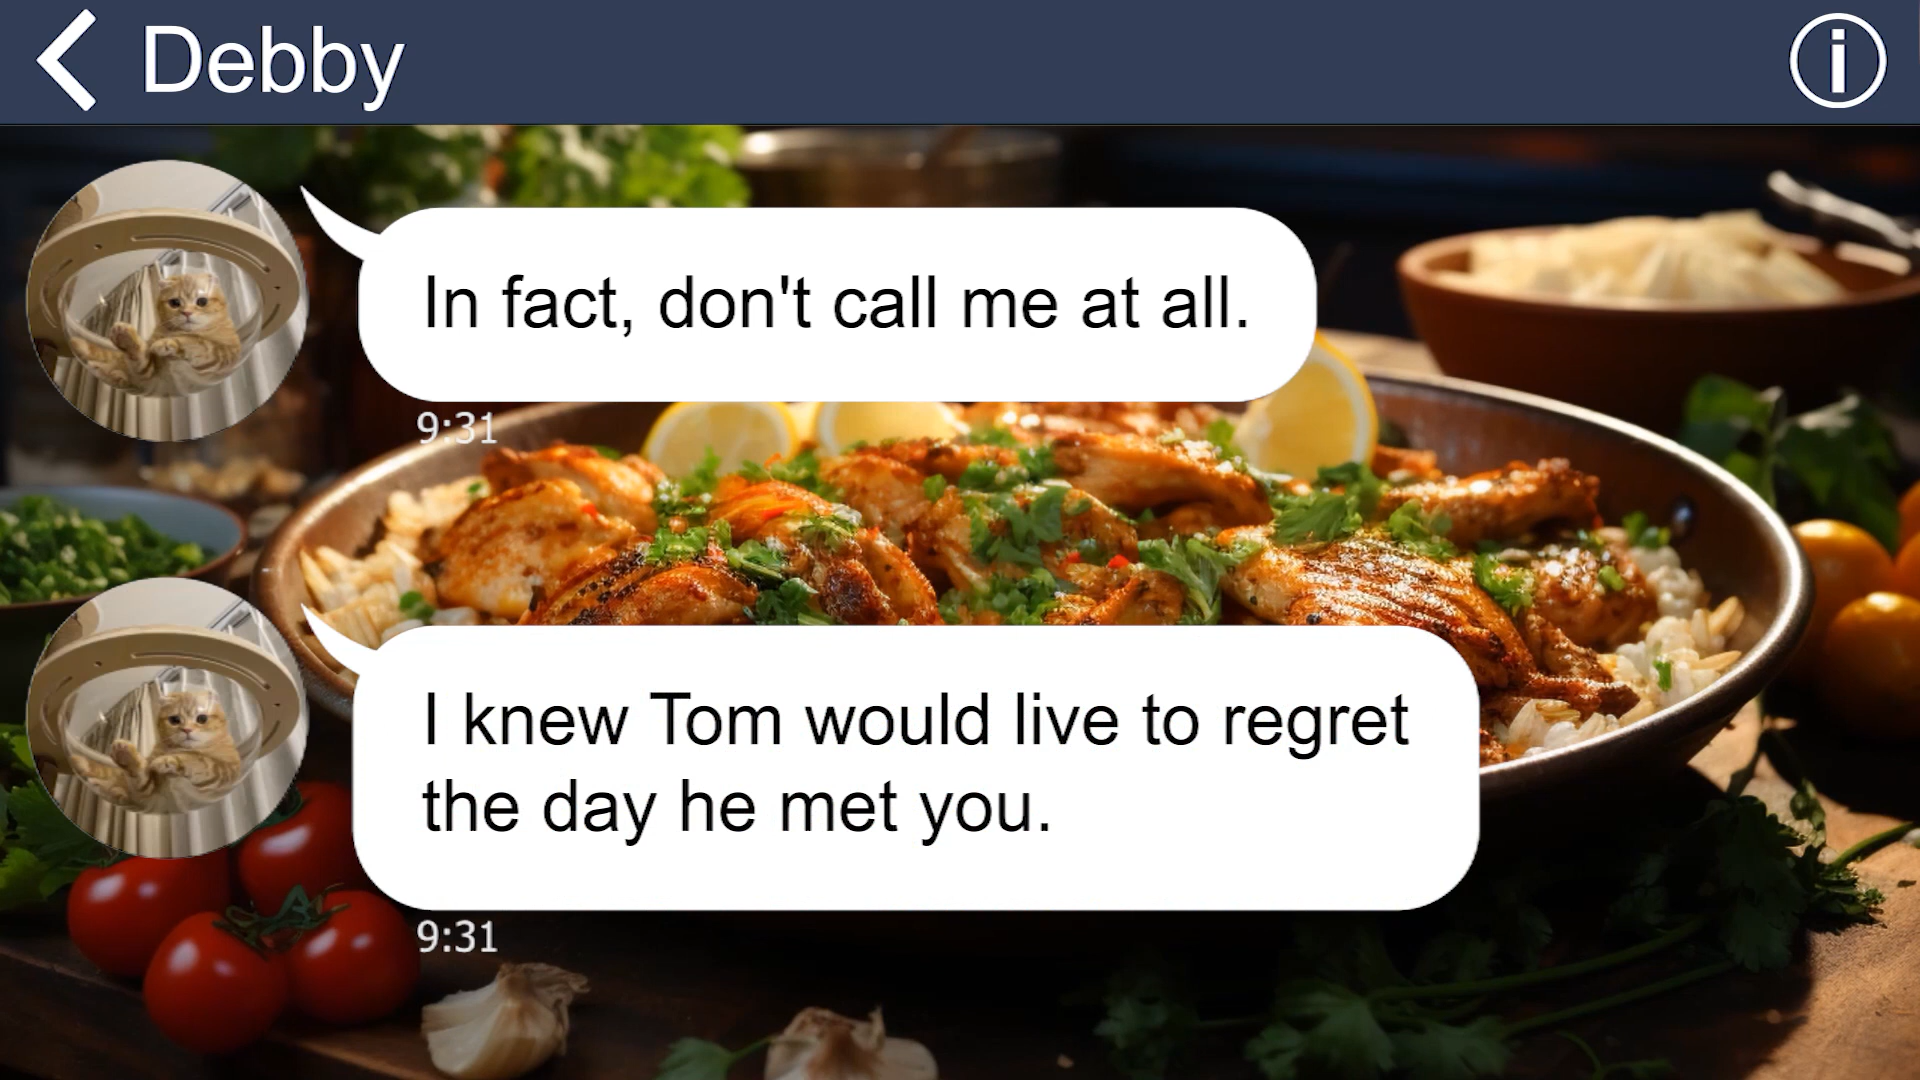 Debby
In fact, don't call me at all.
9:31
I knew Tom would live to regret
the day he met you.
9:31